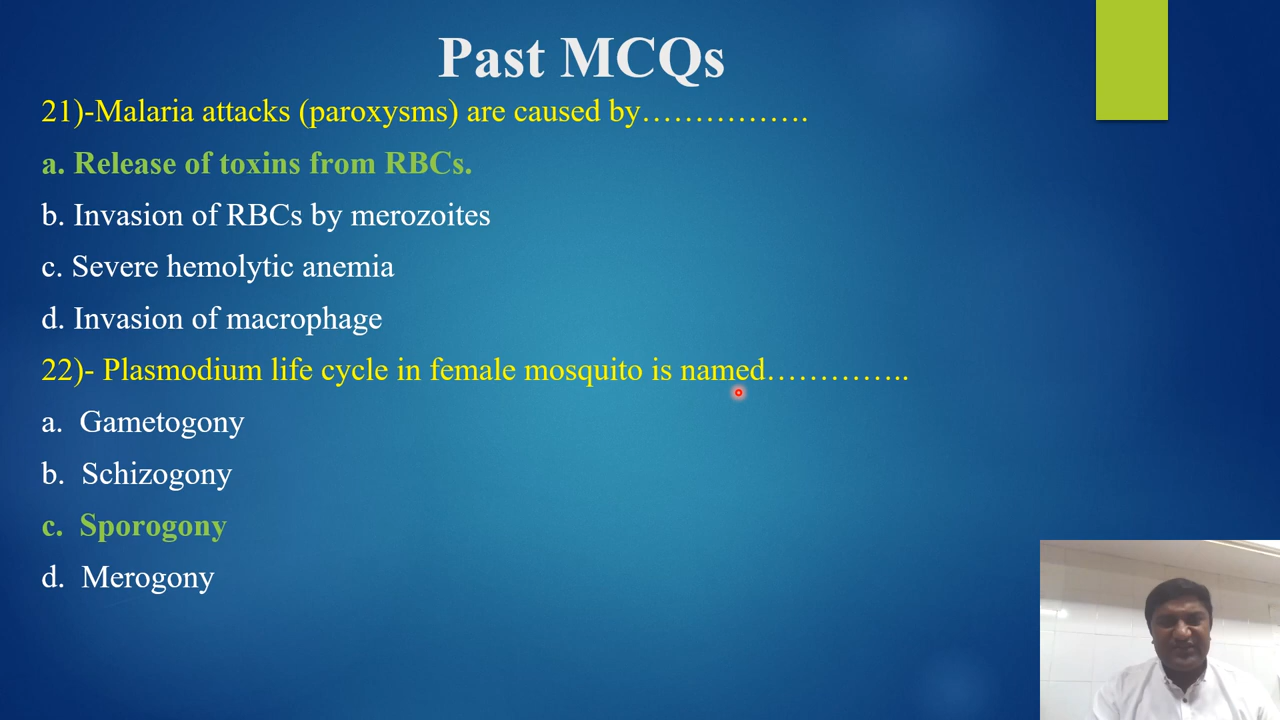 Past MCQs
21)-Malaria attacks (paroxysms) are caused by…………….
a. Release of toxins from RBCs.
b. Invasion of RBCs by merozoites
c. Severe hemolytic anemia
d. Invasion of macrophage
22)- Plasmodium life cycle in female mosquito is named…………..
a. Gametogony
b. Schizogony
c. Sporogony
d. Merogony